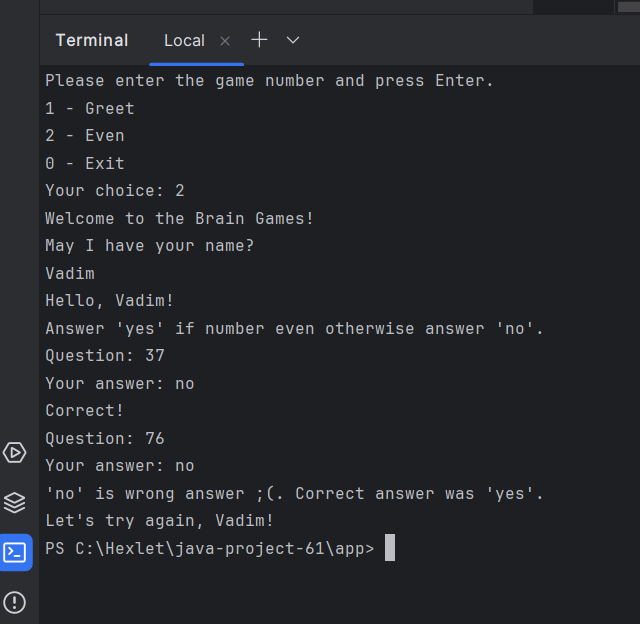 Terminal Local
Please enter the game number and press Enter.
1 - Greet
2 - Even
0 - Exit
Your choice: 2
Welcome to the Brain Games!
May I have your name?
Vadim
Hello, Vadim!
Answer 'yes' if number even otherwise answer 'no'.
Question: 37
Your answer: no
Correct!
Question: 76
Your answer: no
'no' is wrong answer ;(. Correct answer was 'yes'.
Let's try again, Vadim!
PS C:\Hexlet\java-project-61\app>